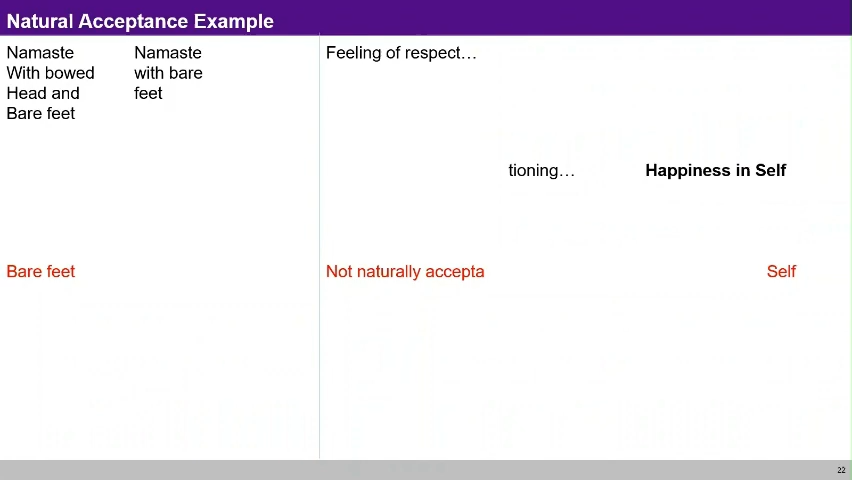 Natural Acceptance Example
Namaste
With bowed
Head and
Bare feet
Namaste
with bare
feet
Feeling of respect…
tioning…
Happiness in Self
Bare feet
Not naturally accepta
Self
22